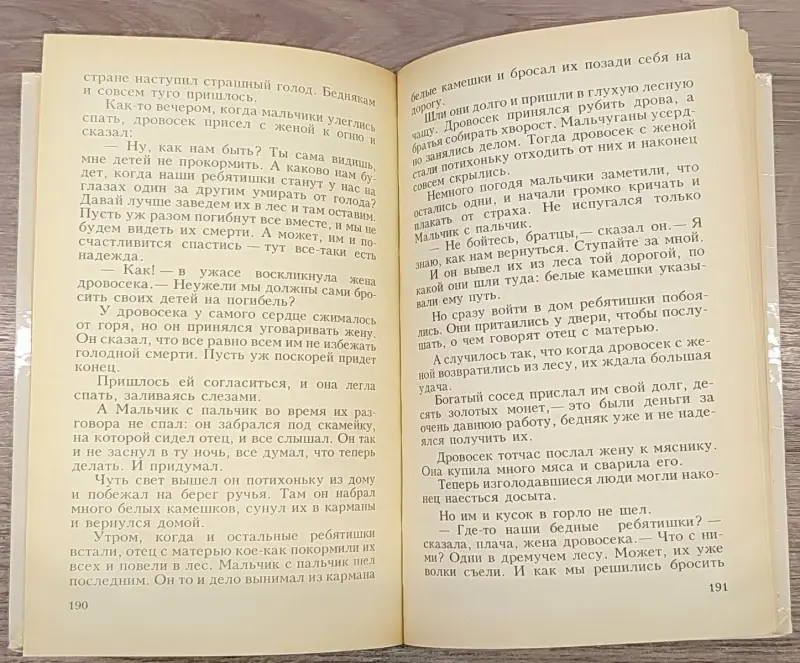 стране наступил страшный голод. Беднякам
и совсем туго пришлось.
Как-то вечером, когда мальчики улеглись
спать, дровосек присел с женой к огню и
сказал:
— Ну, как нам быть? Ты сама видишь,
мне детей не прокормить. А каково нам бу-
дет, когда наши ребятишки станут у нас на
глазах один за другим умирать от голода?
Давай лучше заведем их в лес и там оставим.
Пусть уж разом погибнут все вместе, и мы не
будем видеть их смерти. А может, им и по-
счастливится спастись — тут все-таки есть
надежда.
— Как! — в ужасе воскликнула жена
дровосека.— Неужели мы должны сами бро-
сить своих детей на погибель?
У дровосека у самого сердце сжималось
от горя, но он принялся уговаривать жену.
Он сказал, что все равно всем им не избежать
голодной смерти. Пусть уж поскорей придет
конец.
Пришлось ей согласиться, и она легла
спать, заливаясь слезами.
А Мальчик с пальчик во время их раз-
говора не спал: он забрался под скамейку,
на которой сидел отец, и все слышал. Он так
и не заснул в ту ночь, все думал, что теперь
делать. И придумал.
Чуть свет вышел он потихоньку из дому
и побежал на берег ручья. Там он набрал
много белых камешков, сунул их в карманы
и вернулся домой.
Утром, когда и остальные ребятишки
встали, отец с матерью кое-как покормили их
всех и повели в лес. Мальчик с пальчик шел
последним. Он то и дело вынимал из кармана
190
белые камешки и бросал их позади себя на
дорогу.
Шли они долго и пришли в глухую лесную
чащу. Дровосек принялся рубить дрова, а
братья собирать хворост. Мальчуганы усерд-
но занялись делом. Тогда дровосек с женой
стали потихоньку отходить от них и наконец
совсем скрылись.
Немного погодя мальчики заметили, что
остались одни, и начали громко кричать и
плакать от страха. Не испугался только
Мальчик с пальчик.
— Не бойтесь, братцы,— сказал он.— Я
знаю, как нам вернуться. Ступайте за мной.
И он вывел их из леса той дорогой, по
какой они шли туда: белые камешки указы-
вали ему путь.
Но сразу войти в дом ребятишки побоя-
лись. Они притаились у двери, чтобы послу-
шать, о чем говорят отец с матерью.
А случилось так, что когда дровосек с же-
ной возвратились из лесу, их ждала большая
удача.
Богатый сосед прислал им свой долг, де-
сять золотых монет,— это были деньги за
очень давнюю работу, бедняк уже и не наде-
ялся получить их.
Дровосек тотчас послал жену к мяснику.
Она купила много мяса и сварила его.
Теперь изголодавшиеся люди могли нако-
нец наесться досыта.
Но им и кусок в горло не шел.
— Где-то наши бедные ребятишки? —
сказала, плача, жена дровосека.— Что с ни-
ми? Одни в дремучем лесу. Может, их уже
волки съели. И как мы решились бросить
191